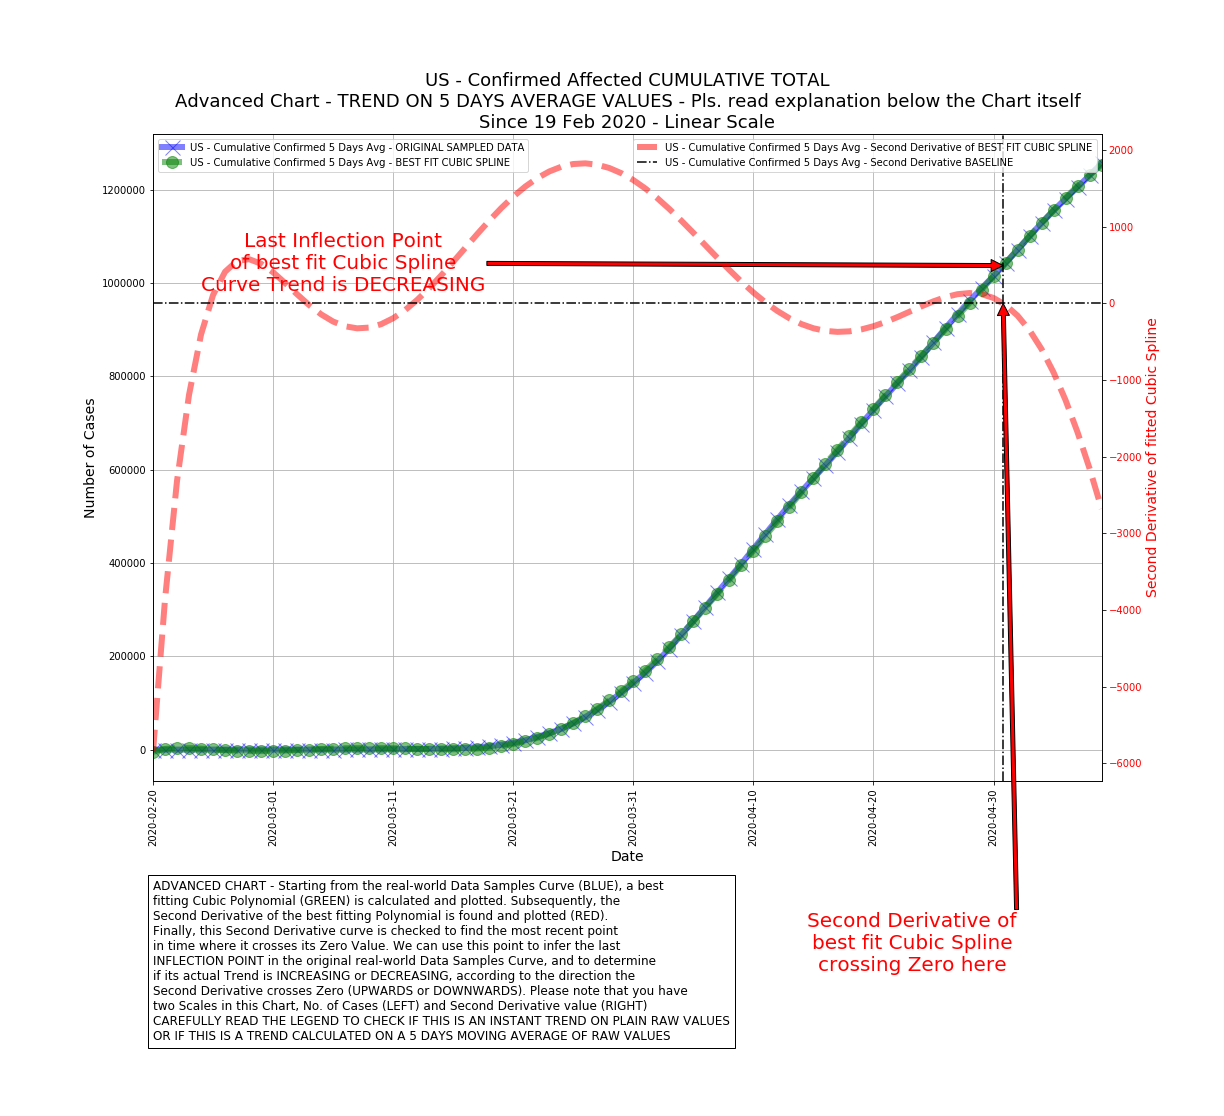 US - Confirmed Affected CUMULATIVE TOTAL
Advanced Chart - TREND ON 5 DAYS AVERAGE VALUES - Pls. read explanation below the Chart itself
Since 19 Feb 2020 - Linear Scale
US - Cumulative Confirmed 5 Days Avg - ORIGINAL SAMPLED DATA
US - Cumulative Confirmed 5 Days Avg - BEST FIT CUBIC SPLINE
US - Cumulative Confirmed 5 Days Avg - Second Derivative of BEST FIT CUBIC SPLINE
US - Cumulative Confirmed 5 Days Avg - Second Derivative BASELINE
Last Inflection Point
of best fit Cubic Spline
Curve Trend is DECREASING
Number of Cases
1200000
1000000
800000
600000
400000
200000
0
2000
1000
0
−1000
−2000
−3000
−4000
−5000
−6000
Second Derivative of fitted Cubic Spline
2020-02-20
2020-03-01
2020-03-11
2020-03-21
2020-03-31
2020-04-10
2020-04-20
2020-04-30
Date
ADVANCED CHART - Starting from the real-world Data Samples Curve (BLUE), a best
fitting Cubic Polynomial (GREEN) is calculated and plotted. Subsequently, the
Second Derivative of the best fitting Polynomial is found and plotted (RED).
Finally, this Second Derivative curve is checked to find the most recent point
in time where it crosses its Zero Value. We can use this point to infer the last
INFLECTION POINT in the original real-world Data Samples Curve, and to determine
if its actual Trend is INCREASING or DECREASING, according to the direction the
Second Derivative crosses Zero (UPWARDS or DOWNWARDS). Please note that you have
two Scales in this Chart, No. of Cases (LEFT) and Second Derivative value (RIGHT)
CAREFULLY READ THE LEGEND TO CHECK IF THIS IS AN INSTANT TREND ON PLAIN RAW VALUES
OR IF THIS IS A TREND CALCULATED ON A 5 DAYS MOVING AVERAGE OF RAW VALUES
Second Derivative of
best fit Cubic Spline
crossing Zero here